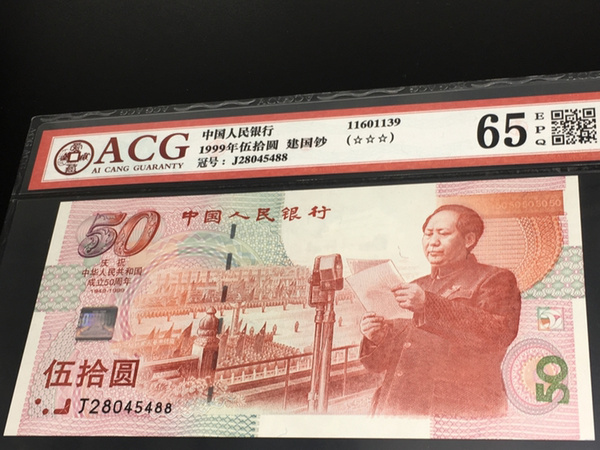 ACG
AI CANG GUARANTY
中国人民银行
1999年伍拾圆 建国钞
冠号: J28045488
11601139
(☆☆☆)
65
EPQ
50
中国人民银行
庆祝
中华人民共和国
成立50周年
1949-1999
伍拾圆
J28045488
50